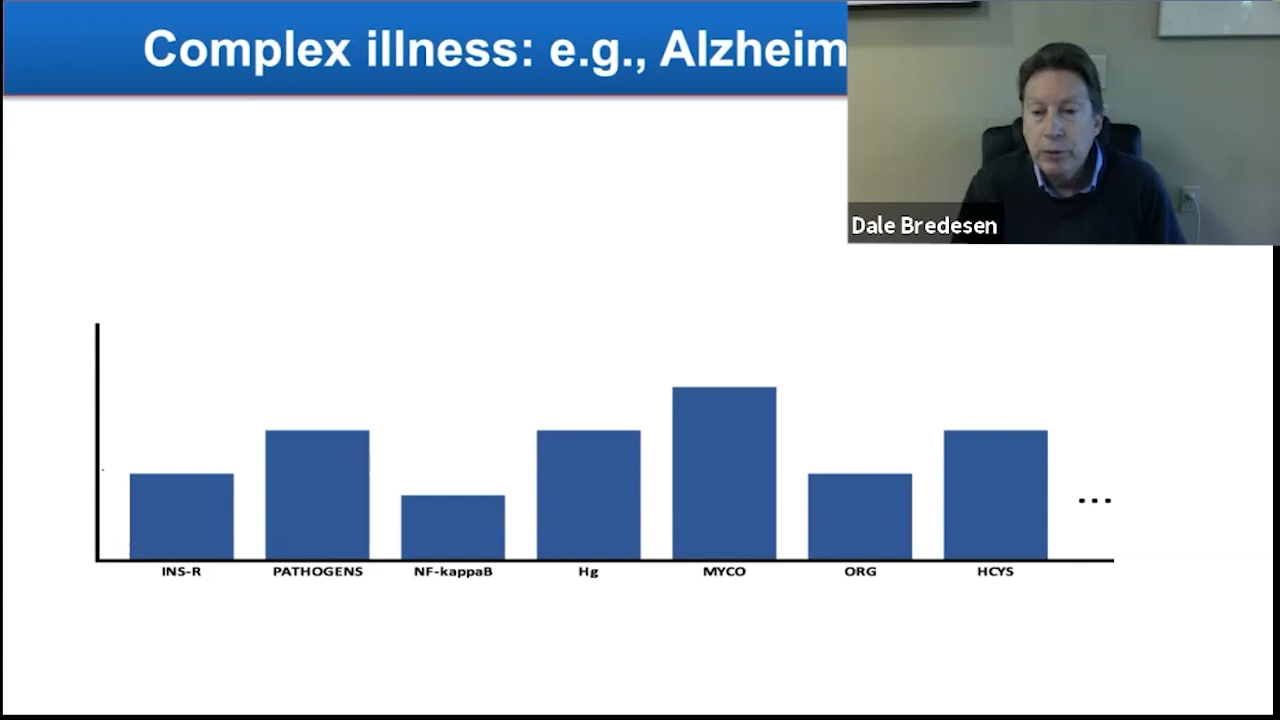 Complex illness: e.g., Alzheim
Dale Bredesen
...
INS-R PATHOGENS NF-kappaB Hg MYCO ORG HCYS